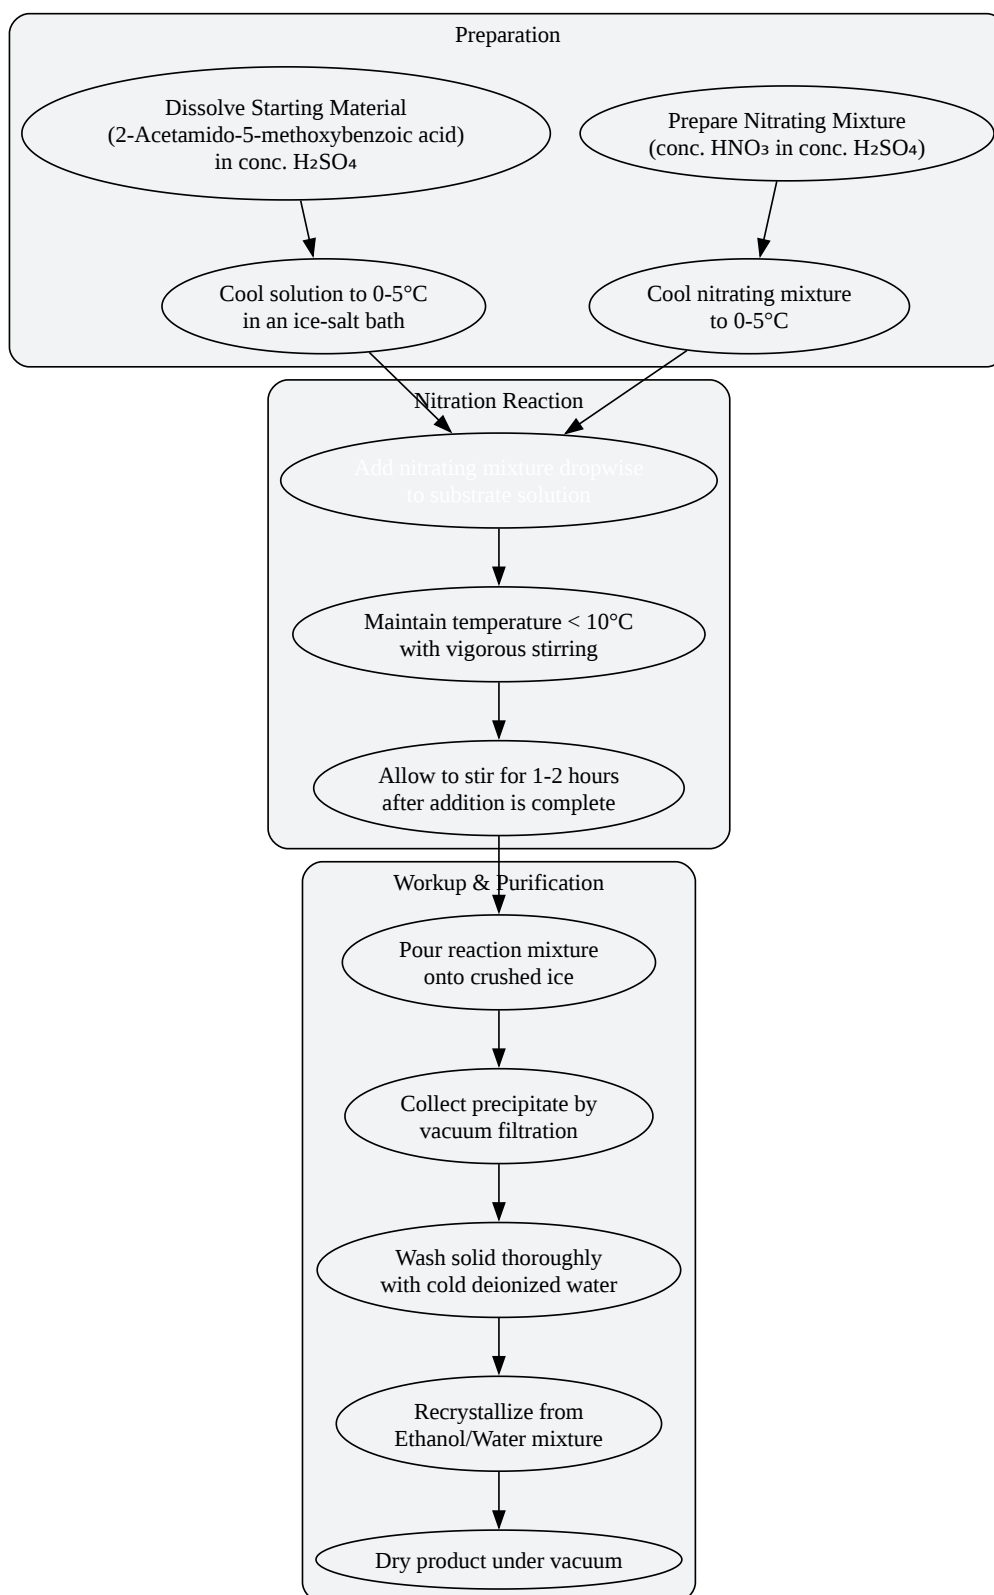 Preparation
Dissolve Starting Material
(2-Acetamido-5-methoxybenzoic acid)
in conc. H₂SO₄
Prepare Nitrating Mixture
(conc. HNO₃ in conc. H₂SO₄)
Cool solution to 0-5°C
in an ice-salt bath
Cool nitrating mixture
to 0-5°C
Nitration Reaction
Add nitrating mixture dropwise
to substrate solution
Maintain temperature < 10°C
with vigorous stirring
Allow to stir for 1-2 hours
after addition is complete
Workup & Purification
Pour reaction mixture
onto crushed ice
Collect precipitate by
vacuum filtration
Wash solid thoroughly
with cold deionized water
Recrystallize from
Ethanol/Water mixture
Dry product under vacuum